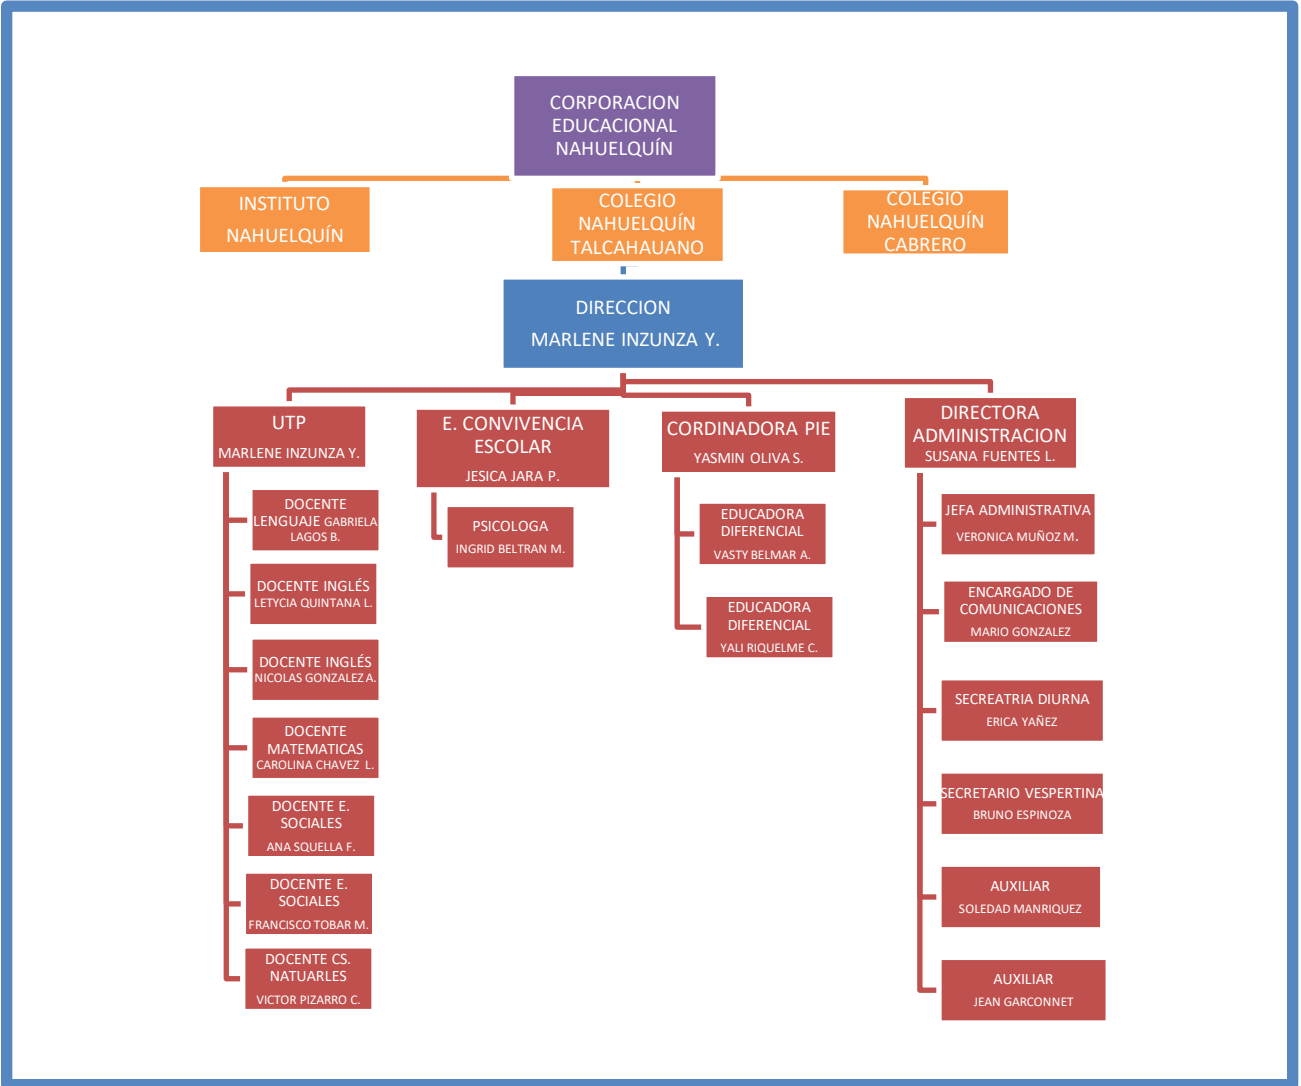 CORPORACION
EDUCACIONAL
NAHUELQUÍN
INSTITUTO
NAHUELQUÍN
COLEGIO
NAHUELQUÍN
TALCAHAUANO
COLEGIO
NAHUELQUÍN
CABRERO
DIRECCION
MARLENE INZUNZA Y.
UTP
MARLENE INZUNZA Y.
DOCENTE
LENGUAJE GABRIELA
LAGOS B.
DOCENTE INGLÉS
LETYCIA QUINTANA L.
DOCENTE INGLÉS
NICOLAS GONZALEZ A.
DOCENTE
MATEMATICAS
CAROLINA CHAVEZ L.
DOCENTE E.
SOCIALES
ANA SQUELLA F.
DOCENTE E.
SOCIALES
FRANCISCO TOBAR M.
DOCENTE CS.
NATUARLES
VICTOR PIZARRO C.
E. CONVIVENCIA
ESCOLAR
JESICA JARA P.
PSICOLOGA
INGRID BELTRAN M.
CORDINADORA PIE
YASMIN OLIVA S.
EDUCADORA
DIFERENCIAL
VASTY BELMAR A.
EDUCADORA
DIFERENCIAL
YALI RIQUELME C.
DIRECTORA
ADMINISTRACION
SUSANA FUENTES L.
JEFA ADMINISTRATIVA
VERONICA MUÑOZ M.
ENCARGADO DE
COMUNICACIONES
MARIO GONZALEZ
SECREATRIA DIURNA
ERICA YAÑEZ
SECRETARIO VESPERTINA
BRUNO ESPINOZA
AUXILIAR
SOLEDAD MANRIQUEZ
AUXILIAR
JEAN GARCONNET